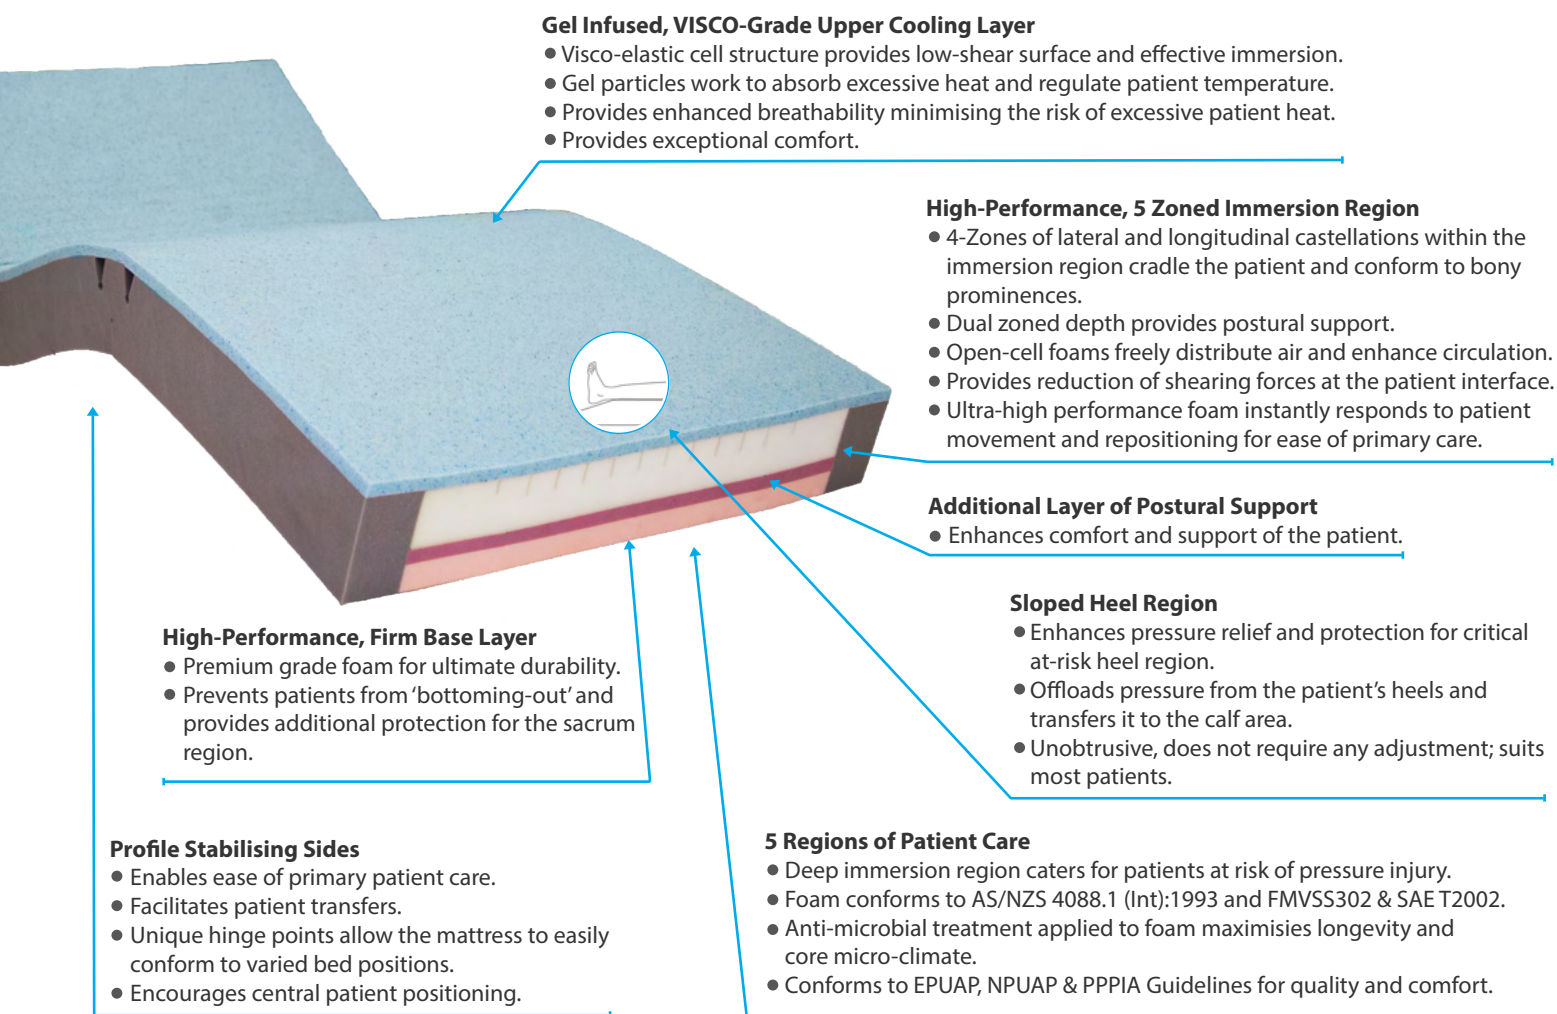 Gel Infused, VISCO-Grade Upper Cooling Layer
● Visco-elastic cell structure provides low-shear surface and effective immersion.
● Gel particles work to absorb excessive heat and regulate patient temperature.
● Provides enhanced breathability minimising the risk of excessive patient heat.
● Provides exceptional comfort.
High-Performance, 5 Zoned Immersion Region
● 4-Zones of lateral and longitudinal castellations within the
immersion region cradle the patient and conform to bony
prominences.
● Dual zoned depth provides postural support.
● Open-cell foams freely distribute air and enhance circulation.
● Provides reduction of shearing forces at the patient interface.
● Ultra-high performance foam instantly responds to patient
movement and repositioning for ease of primary care.
Additional Layer of Postural Support
● Enhances comfort and support of the patient.
Sloped Heel Region
● Enhances pressure relief and protection for critical
at-risk heel region.
● Offloads pressure from the patient's heels and
transfers it to the calf area.
● Unobtrusive, does not require any adjustment; suits
most patients.
High-Performance, Firm Base Layer
● Premium grade foam for ultimate durability.
● Prevents patients from 'bottoming-out' and
provides additional protection for the sacrum
region.
Profile Stabilising Sides
● Enables ease of primary patient care.
● Facilitates patient transfers.
● Unique hinge points allow the mattress to easily
conform to varied bed positions.
● Encourages central patient positioning.
5 Regions of Patient Care
● Deep immersion region caters for patients at risk of pressure injury.
● Foam conforms to AS/NZS 4088.1 (Int):1993 and FMVSS302 & SAE T2002.
● Anti-microbial treatment applied to foam maximisies longevity and
core micro-climate.
● Conforms to EPUAP, NPUAP & PPPIA Guidelines for quality and comfort.